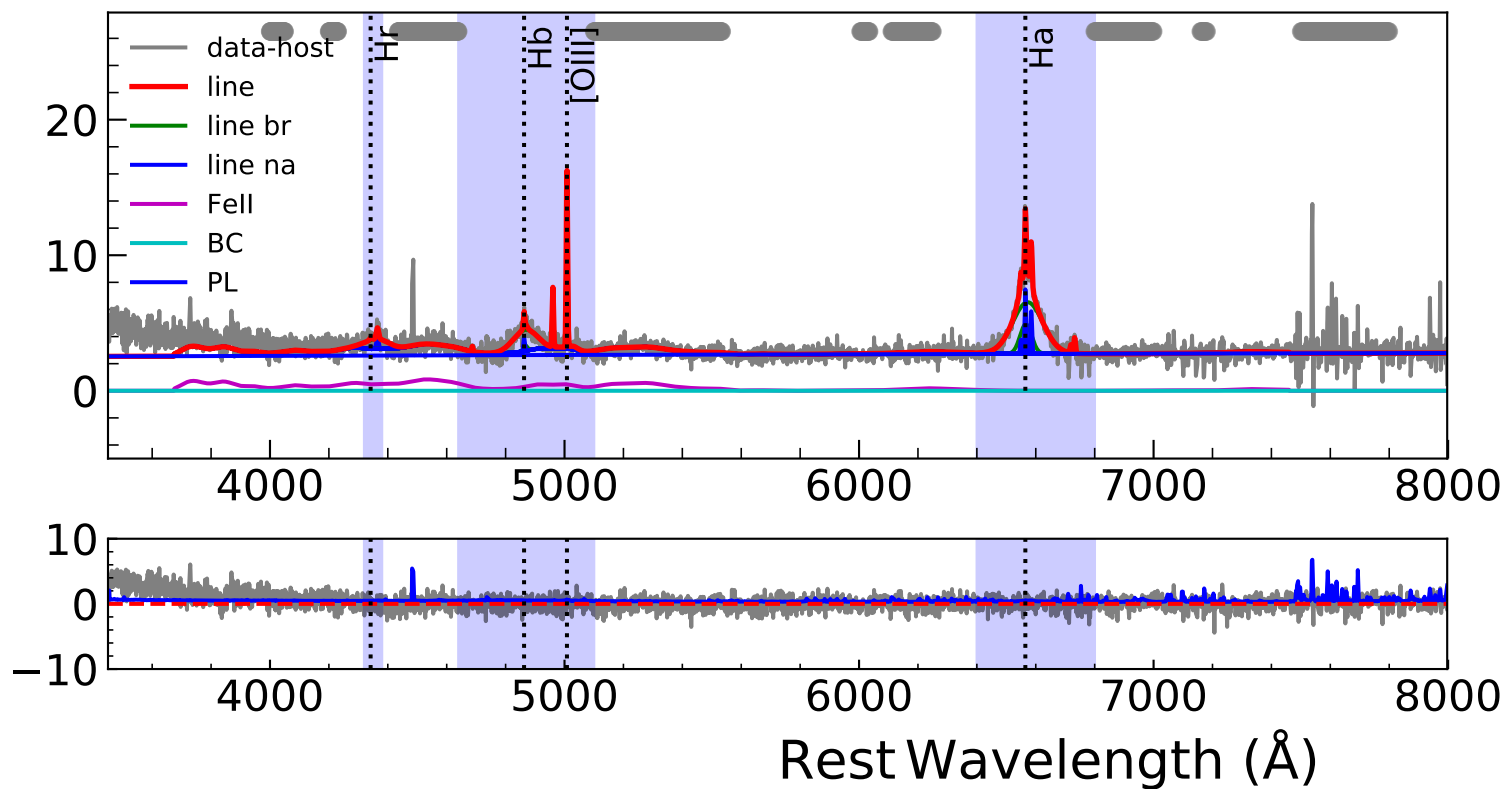 data-host
line
line br
line na
FeII
BC
PL
Hr
Hb
[OIII]
Ha
20
10
0
4000 5000 6000 7000 8000
10
0
−10
4000 5000 6000 7000 8000
Rest Wavelength (Å)